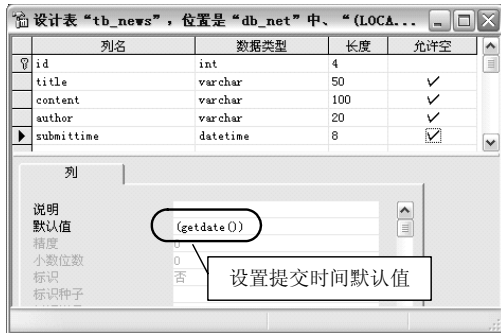 设计表“tb_news”，位置是“db_net”中、“(LOCA...
列名 数据类型 长度 允许空
id int 4
title varchar 50
content varchar 100
author varchar 20
submittime datetime 8
列
说明
默认值 (getdate())
精度 0
小数位数 0
标识 否
标识种子
设置提交时间默认值